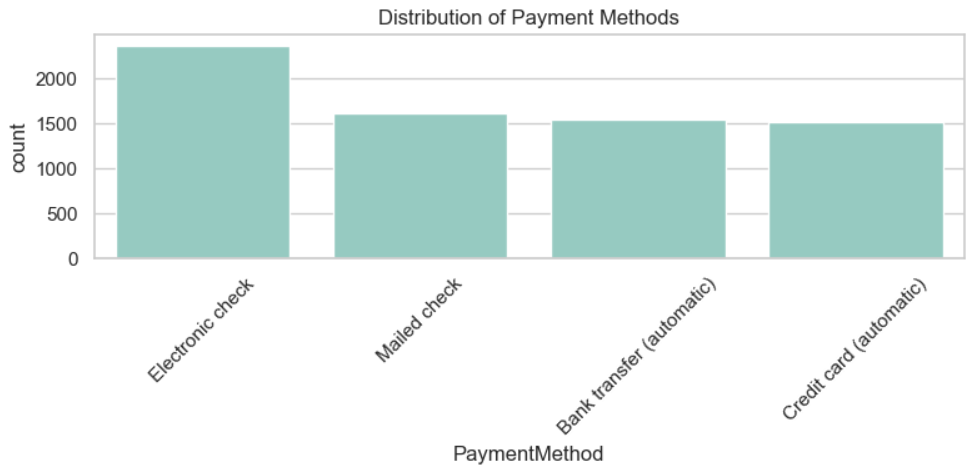 Distribution of Payment Methods
count
2000
1500
1000
500
0
Electronic check
Mailed check
Bank transfer (automatic)
Credit card (automatic)
PaymentMethod